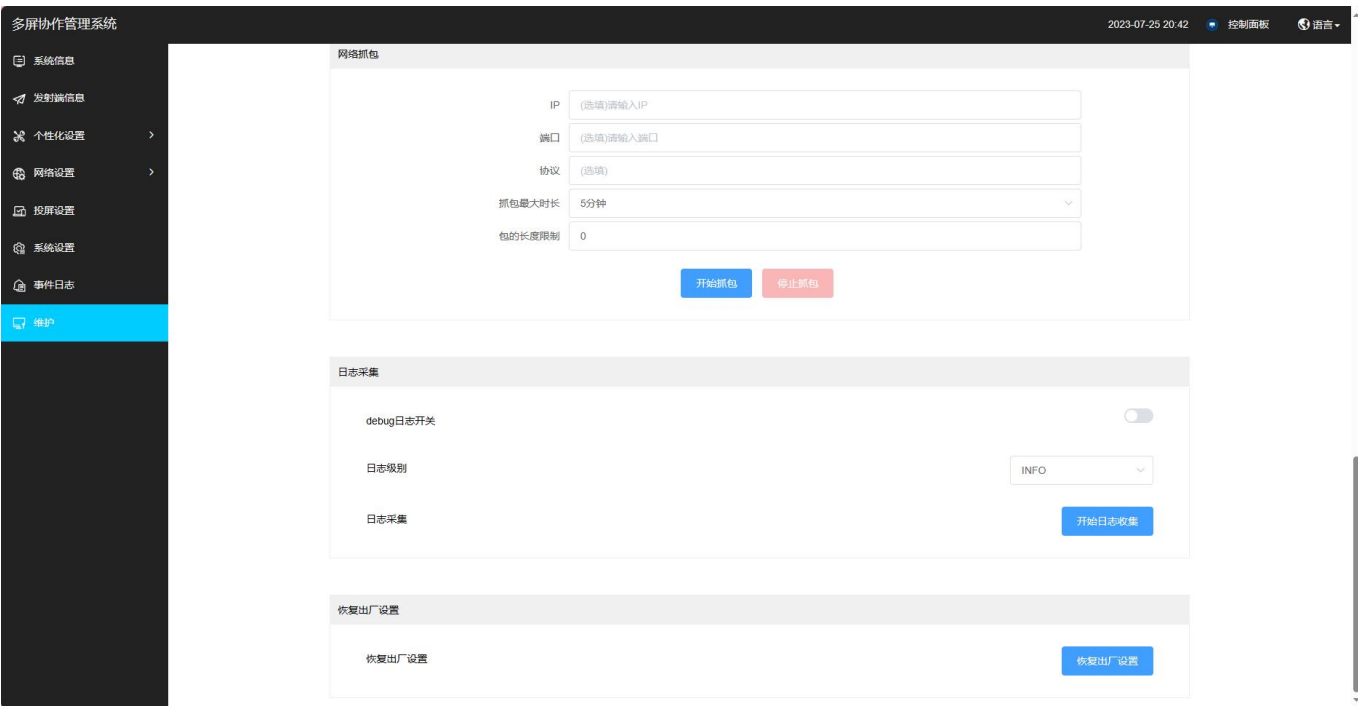 多屏协作管理系统
2023-07-25 20:42 控制面板 语言
系统信息
发射端信息
个性化设置
网络设置
投屏设置
系统设置
事件日志
维护
网络抓包
IP (选填)请输入IP
端口 (选填)请输入端口
协议 (选填)
抓包最大时长 5分钟
包的长度限制 0
开始抓包 停止抓包
日志采集
debug日志开关
日志级别 INFO
日志采集 开始日志收集
恢复出厂设置
恢复出厂设置 恢复出厂设置